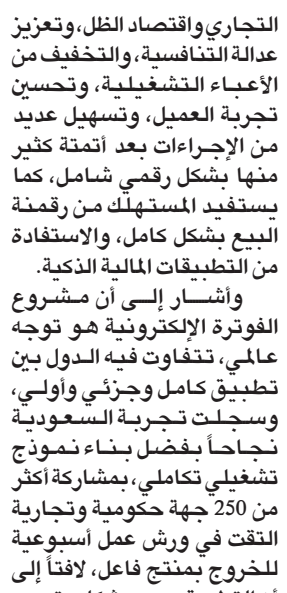 التجاري واقتصاد الظل، وتعزيز
عدالة التنافسية، والتخفيف من
الأعباء التشغيلية، وتحسين
تجربة العميل، وتسهيل عديد
من الإجراءات بعد أتمتة كثير
منها بشكل رقمي شامل، كما
يستفيد المستهلك من رقمنة
البيع بشكل كامل، والاستفادة
من التطبيقات المالية الذكية.
وأشار إلى أن مشروع
الفوترة الإلكترونية هو توجه
عالمي، تتفاوت فيه الدول بين
تطبيق كامل وجزئي وأولي،
وسجلت تجربة السعودية
نجاحاً بفضل بناء نموذج
تشغيلي تكاملي، بمشاركة أكثر
من 250 جهة حكومية وتجارية
التقت في ورش عمل أسبوعية
للخروج بمنتج فاعل، لافتاً إلى